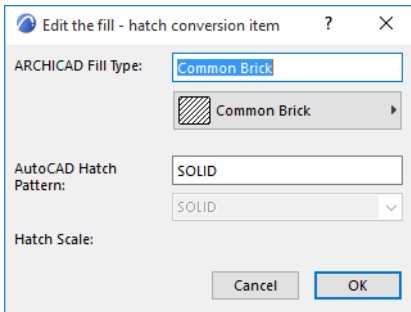 Edit the fill - hatch conversion item ?
ARCHICAD Fill Type: Common Brick
Common Brick
AutoCAD Hatch
Pattern:
SOLID
SOLID
Hatch Scale:
Cancel OK